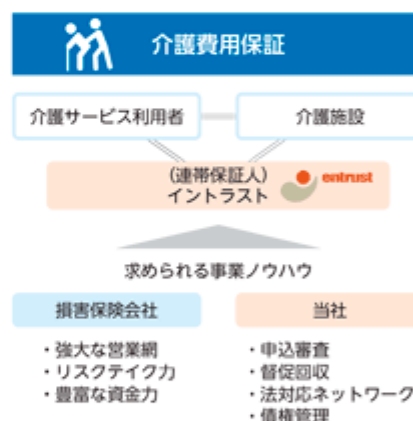 介護費用保証
介護サービス利用者
介護施設
(連帯保証人)
イントラスト
entrust
求められる事業ノウハウ
損害保険会社
当社
・強大な営業網
・リスクテイク力
・豊富な資金力
・申込審査
・督促回収
・法対応ネットワーク
・債権管理